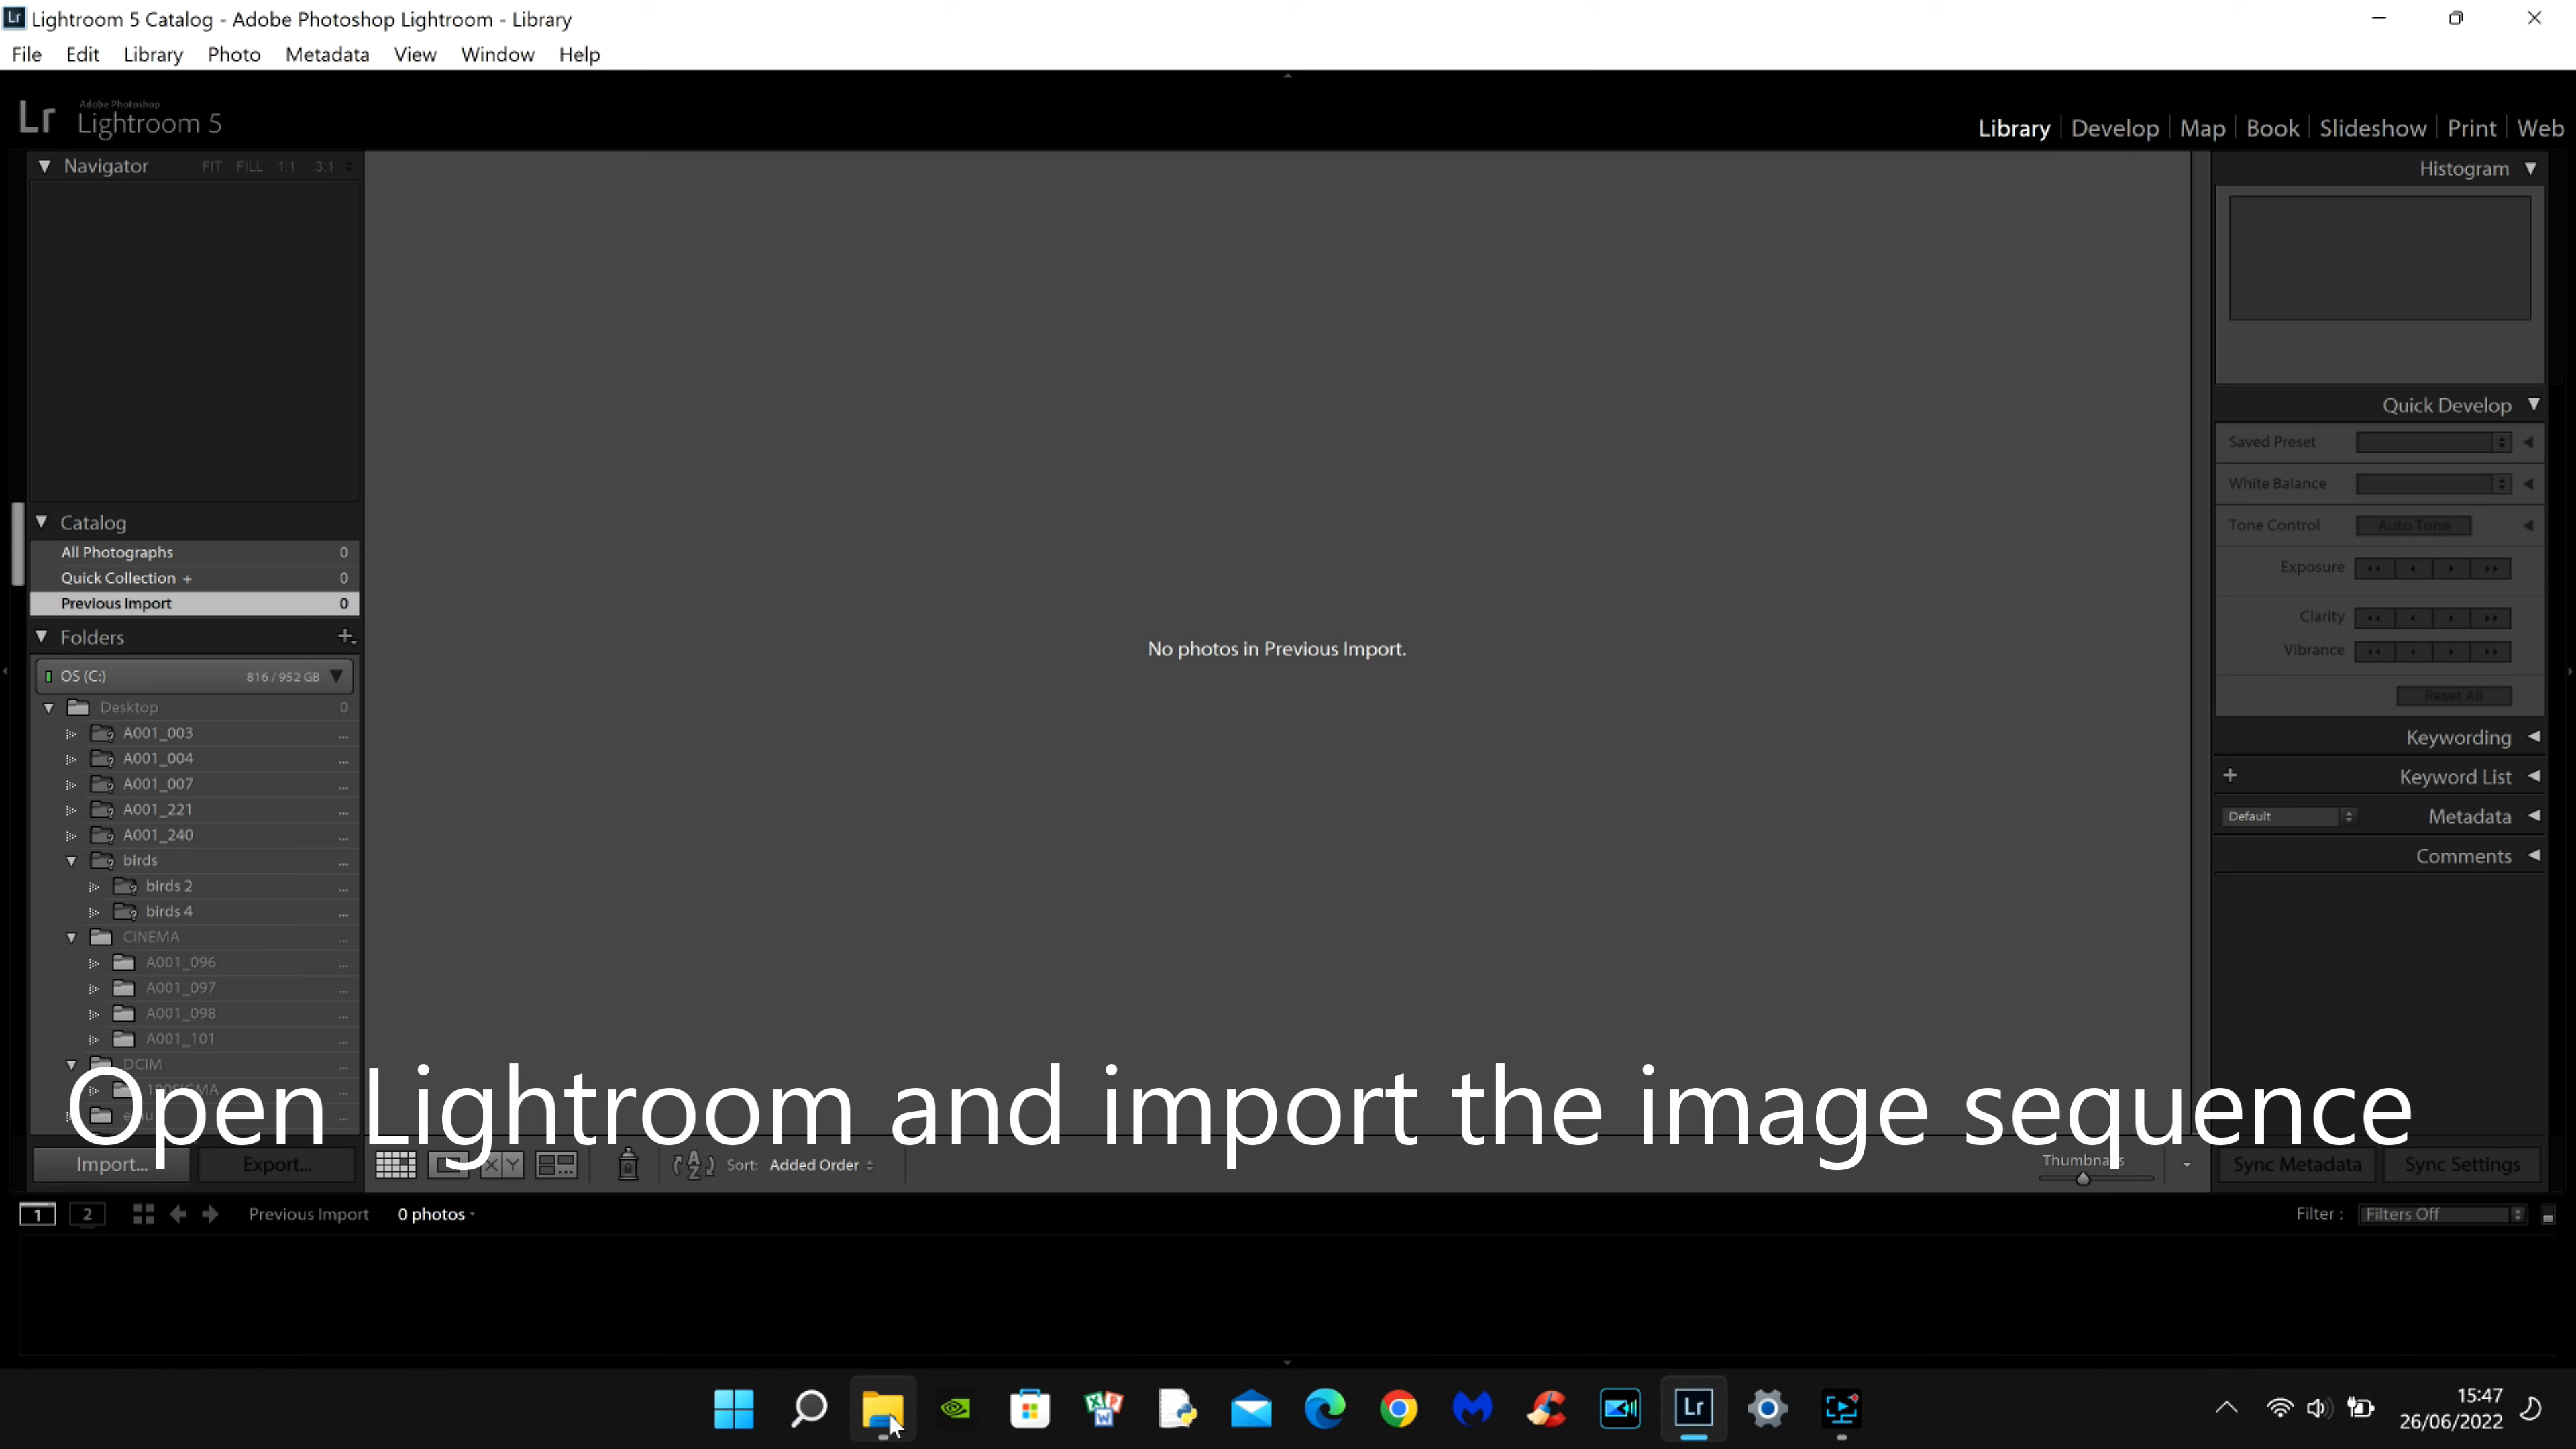 Lightroom 5 Catalog - Adobe Photoshop Lightroom - Library
File Edit Library Photo Metadata View Window Help
Lr Adobe Photoshop
Lightroom 5
Library Develop Map Book Slideshow Print Web
Navigator FIT FILL 1:1 3:1
Histogram
Quick Develop
Saved Preset
White Balance
Tone Control Auto Tone
Exposure
Clarity
Vibrance
Reset All
Keywording
Keyword List
Default Metadata
Comments
Catalog
All Photographs 0
Quick Collection + 0
Previous Import 0
Folders
OS (C:) 816 / 952 GB
Desktop 0
A001_003 ...
A001_004 ...
A001_007 ...
A001_221 ...
A001_240 ...
birds ...
birds 2 ...
birds 4 ...
CINEMA ...
A001_096 ...
A001_097 ...
A001_098 ...
A001_101 ...
DCIM ...
No photos in Previous Import.
Open Lightroom and import the image sequence
Import... Export... X Y Sort: Added Order
Sync Metadata Sync Settings
1 2 Previous Import 0 photos
Filter : Filters Off
15:47
26/06/2022